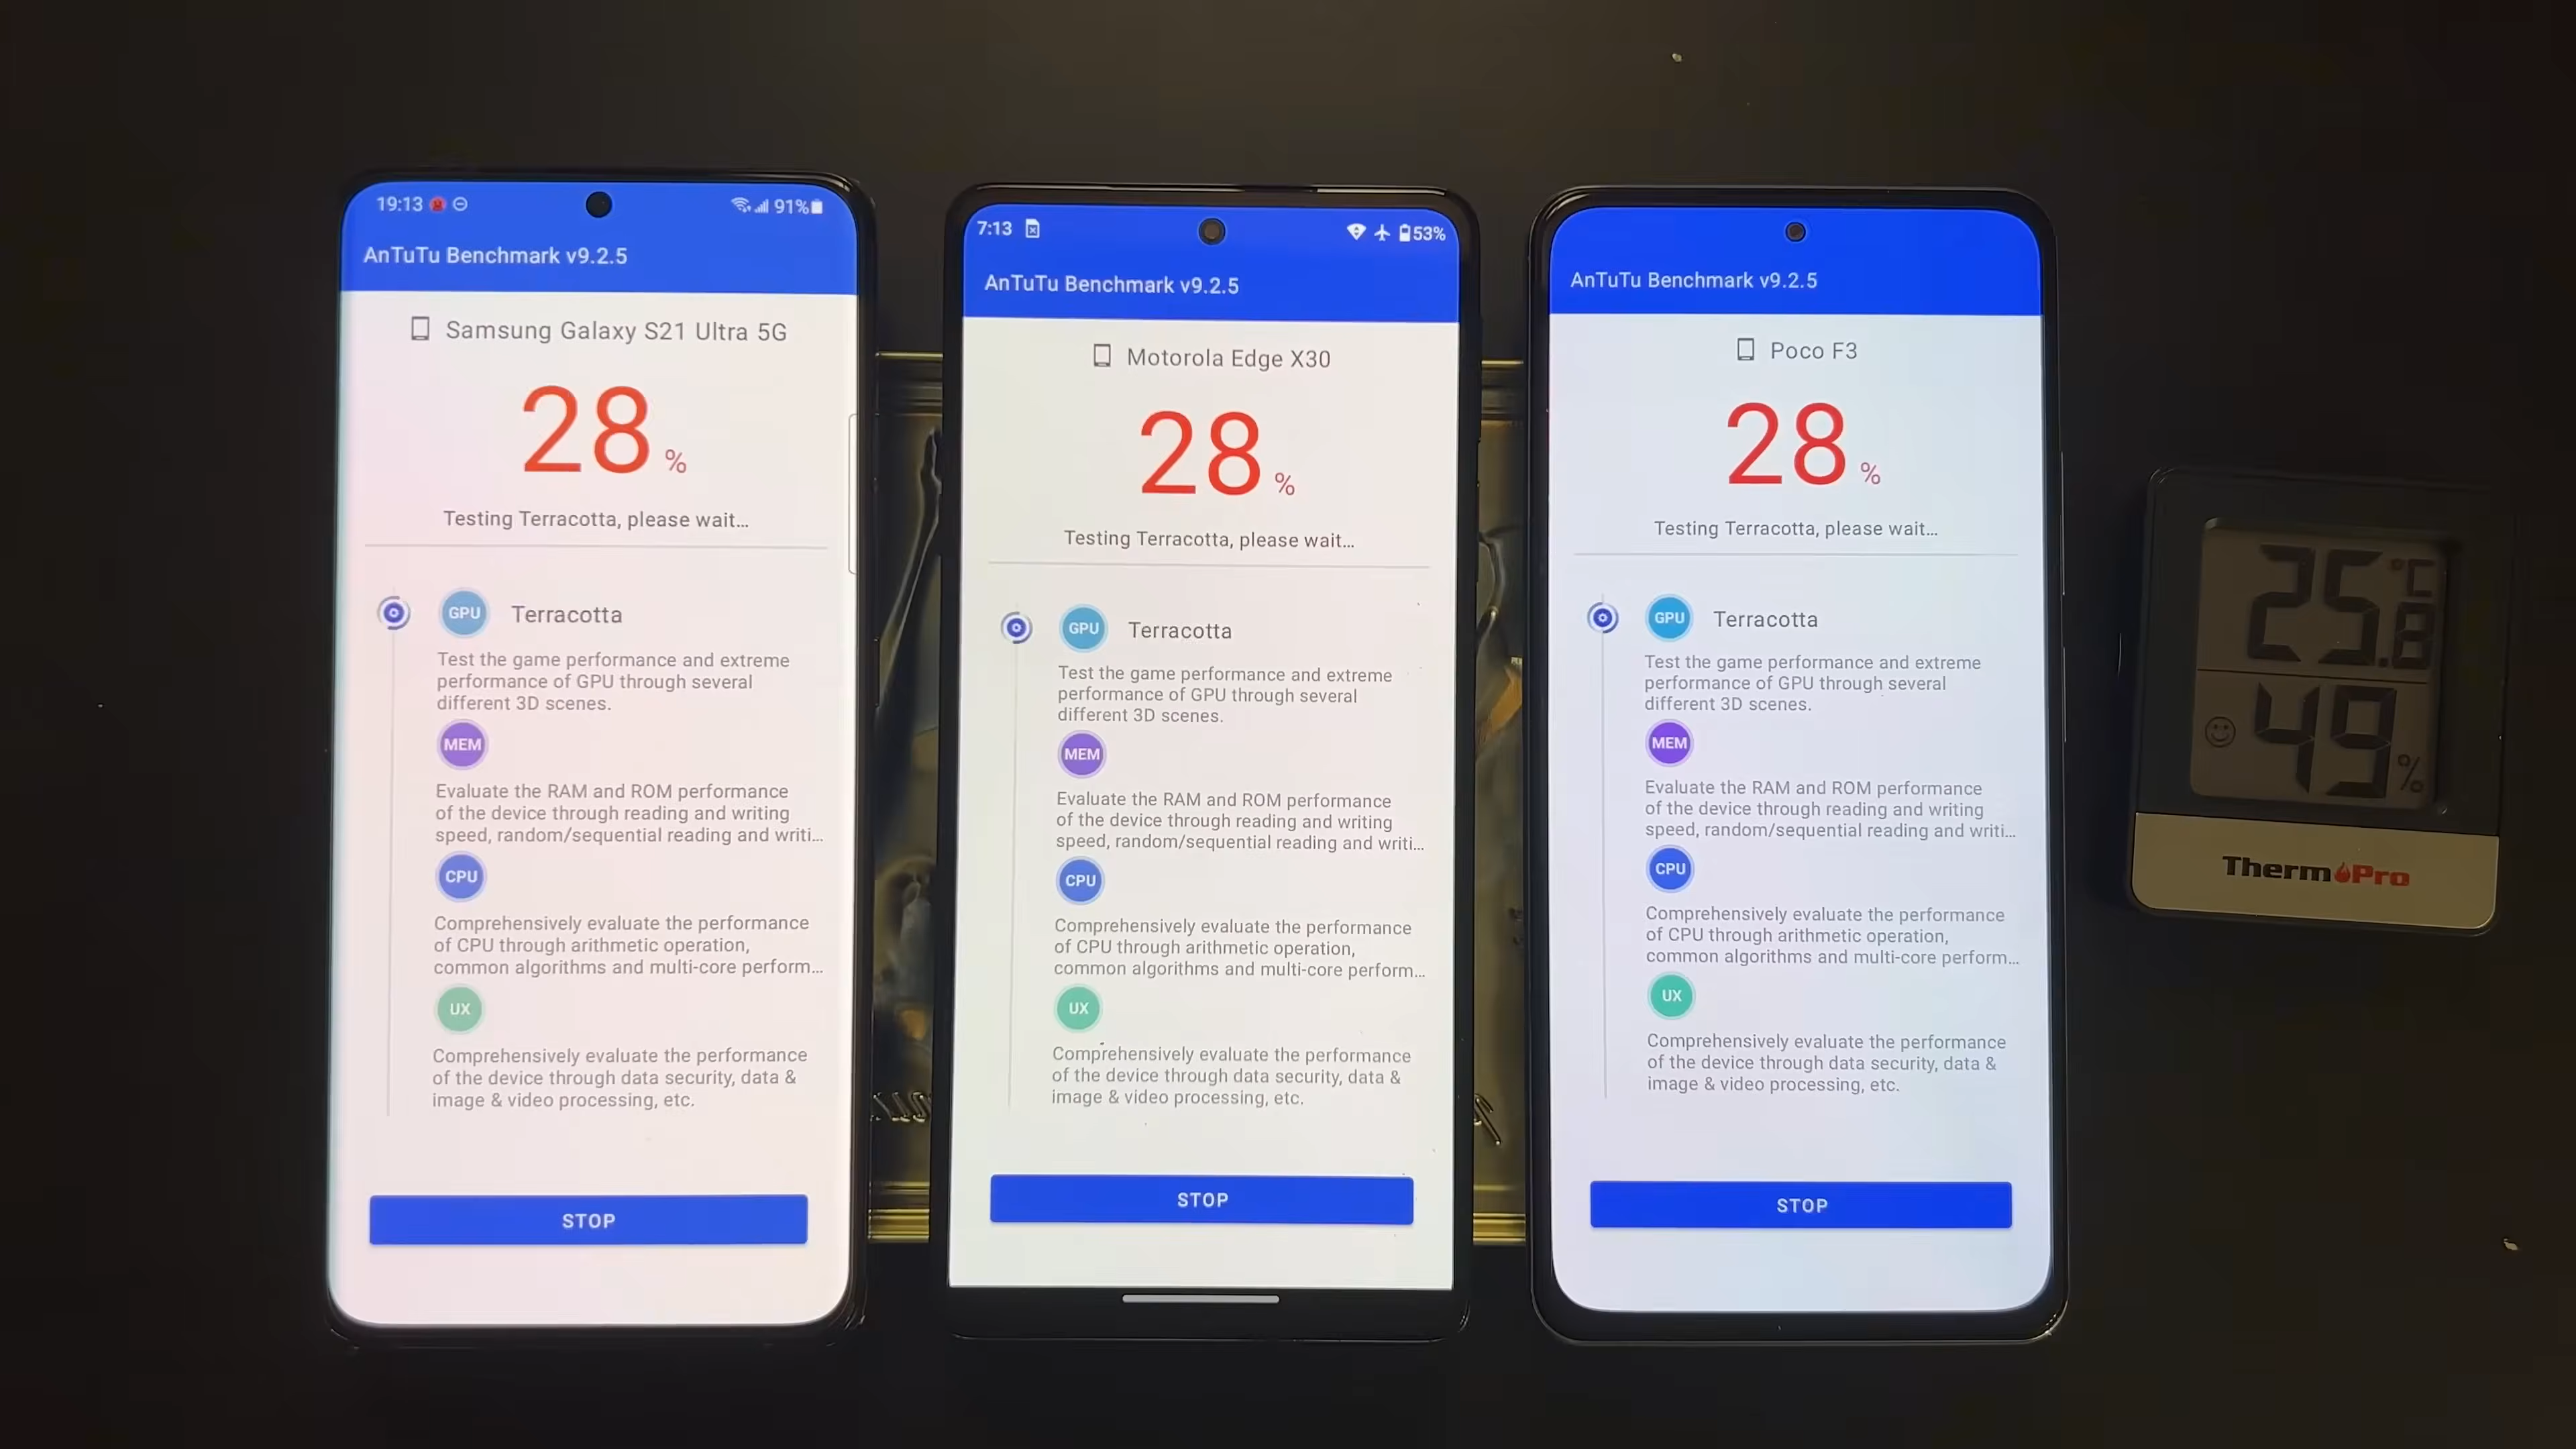 19:13
91%
AnTuTu Benchmark v9.2.5
Samsung Galaxy S21 Ultra 5G
28 %
Testing Terracotta, please wait...
GPU Terracotta
Test the game performance and extreme
performance of GPU through several
different 3D scenes.
MEM
Evaluate the RAM and ROM performance
of the device through reading and writing
speed, random/sequential reading and writi...
CPU
Comprehensively evaluate the performance
of CPU through arithmetic operation,
common algorithms and multi-core perform...
UX
Comprehensively evaluate the performance
of the device through data security, data &
image & video processing, etc.
STOP
7:13
53%
AnTuTu Benchmark v9.2.5
Motorola Edge X30
28 %
Testing Terracotta, please wait...
GPU Terracotta
Test the game performance and extreme
performance of GPU through several
different 3D scenes.
MEM
Evaluate the RAM and ROM performance
of the device through reading and writing
speed, random/sequential reading and writi...
CPU
Comprehensively evaluate the performance
of CPU through arithmetic operation,
common algorithms and multi-core perform...
UX
Comprehensively evaluate the performance
of the device through data security, data &
image & video processing, etc.
STOP
AnTuTu Benchmark v9.2.5
Poco F3
28 %
Testing Terracotta, please wait...
GPU Terracotta
Test the game performance and extreme
performance of GPU through several
different 3D scenes.
MEM
Evaluate the RAM and ROM performance
of the device through reading and writing
speed, random/sequential reading and writi...
CPU
Comprehensively evaluate the performance
of CPU through arithmetic operation,
common algorithms and multi-core perform...
UX
Comprehensively evaluate the performance
of the device through data security, data &
image & video processing, etc.
STOP
25.8 °C
49 %
ThermoPro